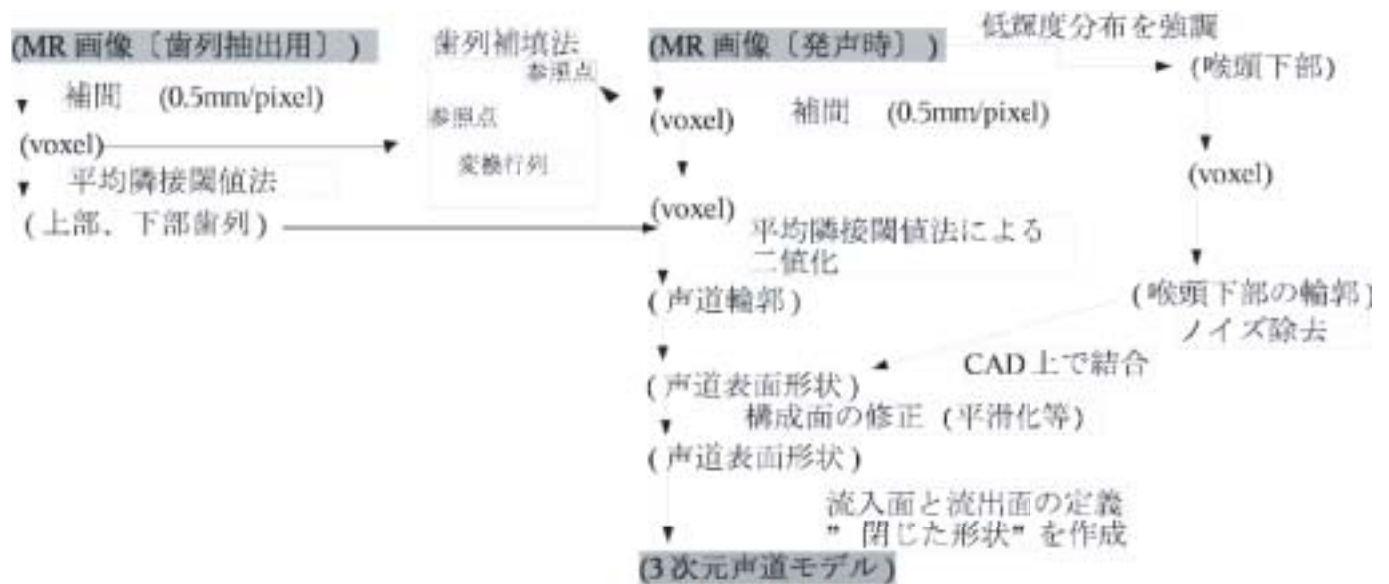 (MR 画像〔歯列抽出用〕)
補間 (0.5mm/pixel)
(voxel)
平均隣接閾値法
(上部、下部歯列)
歯列補填法
参照点
参照点
変換行列
(MR 画像〔発声時〕)
(voxel)
補間 (0.5mm/pixel)
(voxel)
平均隣接閾値法による
二値化
(声道輪郭)
(声道表面形状)
構成面の修正 (平滑化等)
(声道表面形状)
流入面と流出面の定義
”閉じた形状”を作成
(3次元声道モデル)
低輝度分布を強調
(喉頭下部)
(voxel)
(喉頭下部の輪郭)
ノイズ除去
CAD上で結合